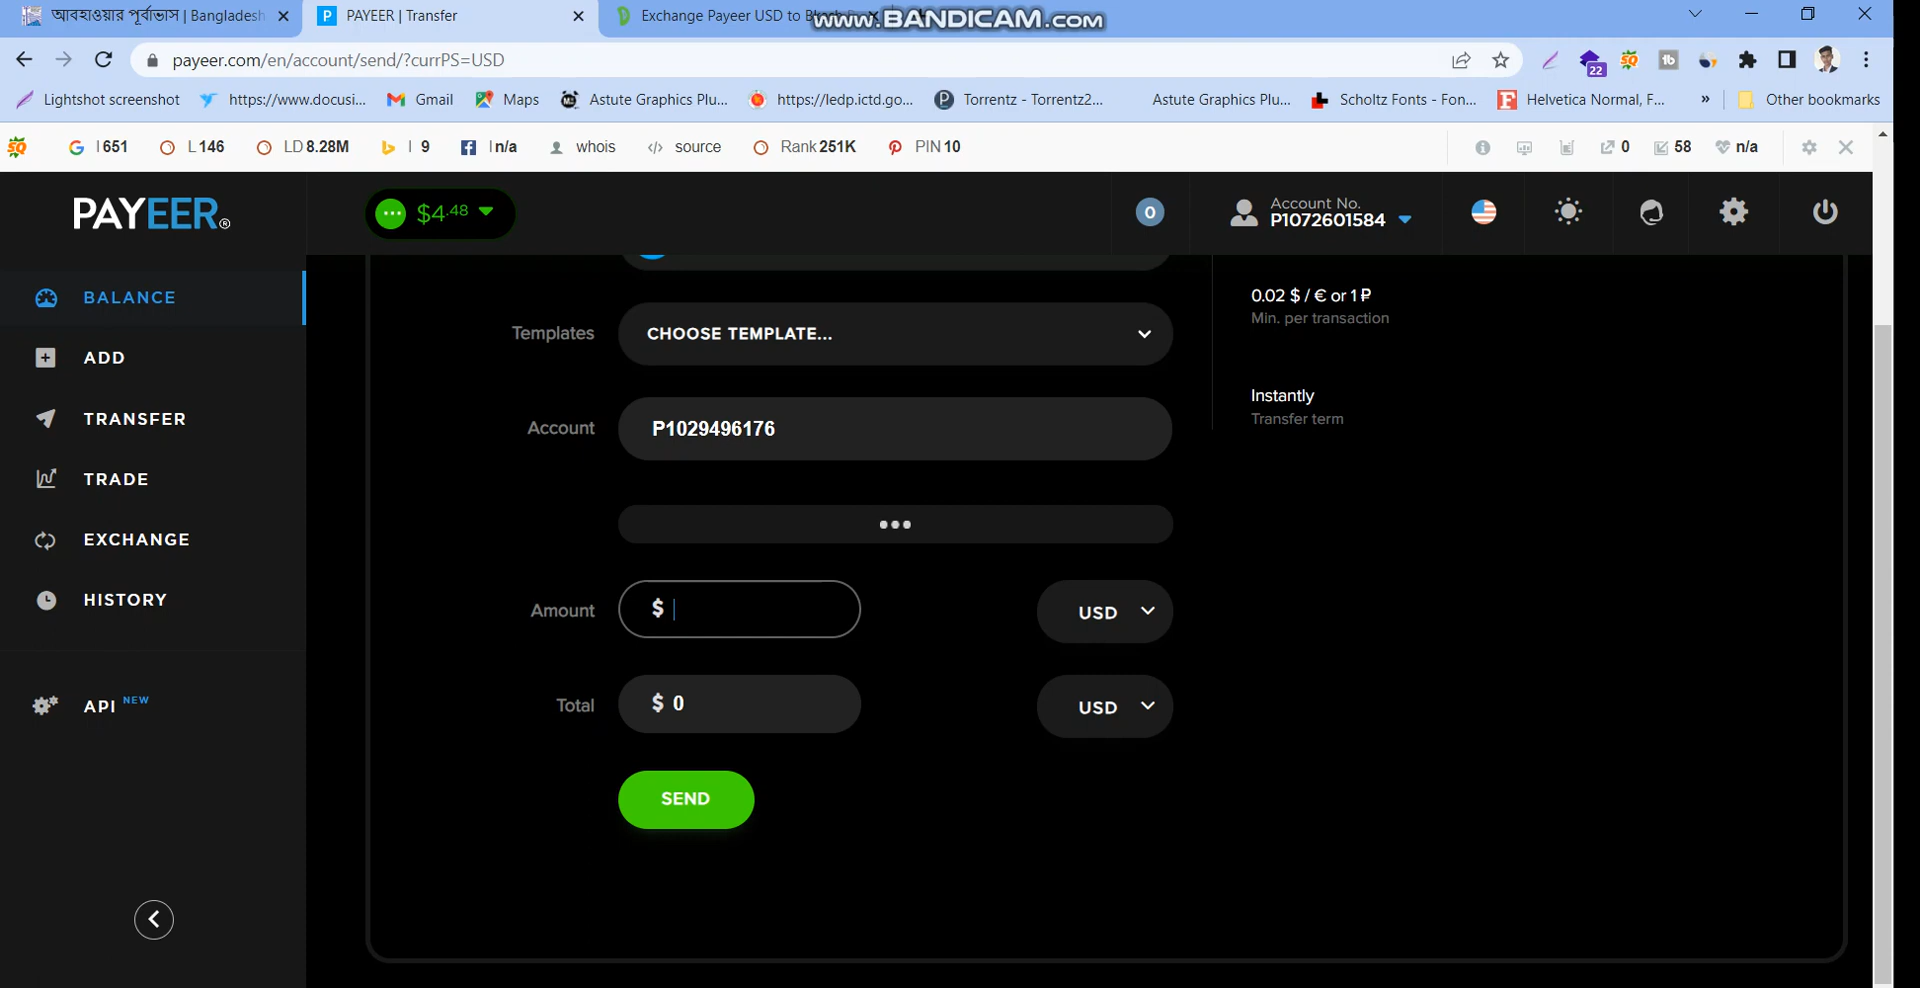 আবহাওয়ার পূর্বাভাস | Bangladesh
PAYEER | Transfer
Exchange Payeer USD to
www.BANDICAM.com
payeer.com/en/account/send/?currPS=USD
22
Lightshot screenshot
https://www.docusi...
Gmail
Maps
Astute Graphics Plu...
https://ledp.ictd.go...
Torrentz - Torrentz2...
Astute Graphics Plu...
Scholtz Fonts - Fon...
Helvetica Normal, F...
»
Other bookmarks
SQ
I 651
L 146
LD 8.28M
I 9
I n/a
whois
source
Rank 251K
PIN 10
0
58
n/a
PAYEER®
$4.48
0
Account No.
P1072601584
BALANCE
ADD
TRANSFER
TRADE
EXCHANGE
HISTORY
API NEW
0.02 $ / € or 1 ₽
Min. per transaction
Templates
CHOOSE TEMPLATE...
Instantly
Transfer term
Account
P1029496176
Amount
$
USD
Total
$ 0
USD
SEND